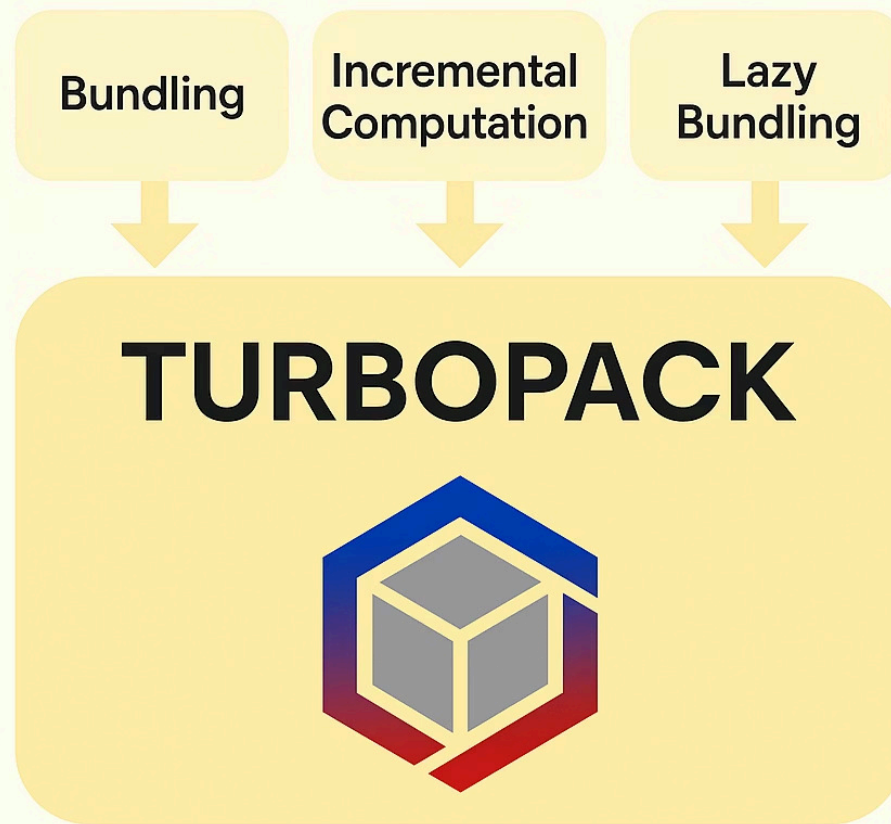 Bundling
Incremental
Computation
Lazy
Bundling
TURBOPACK